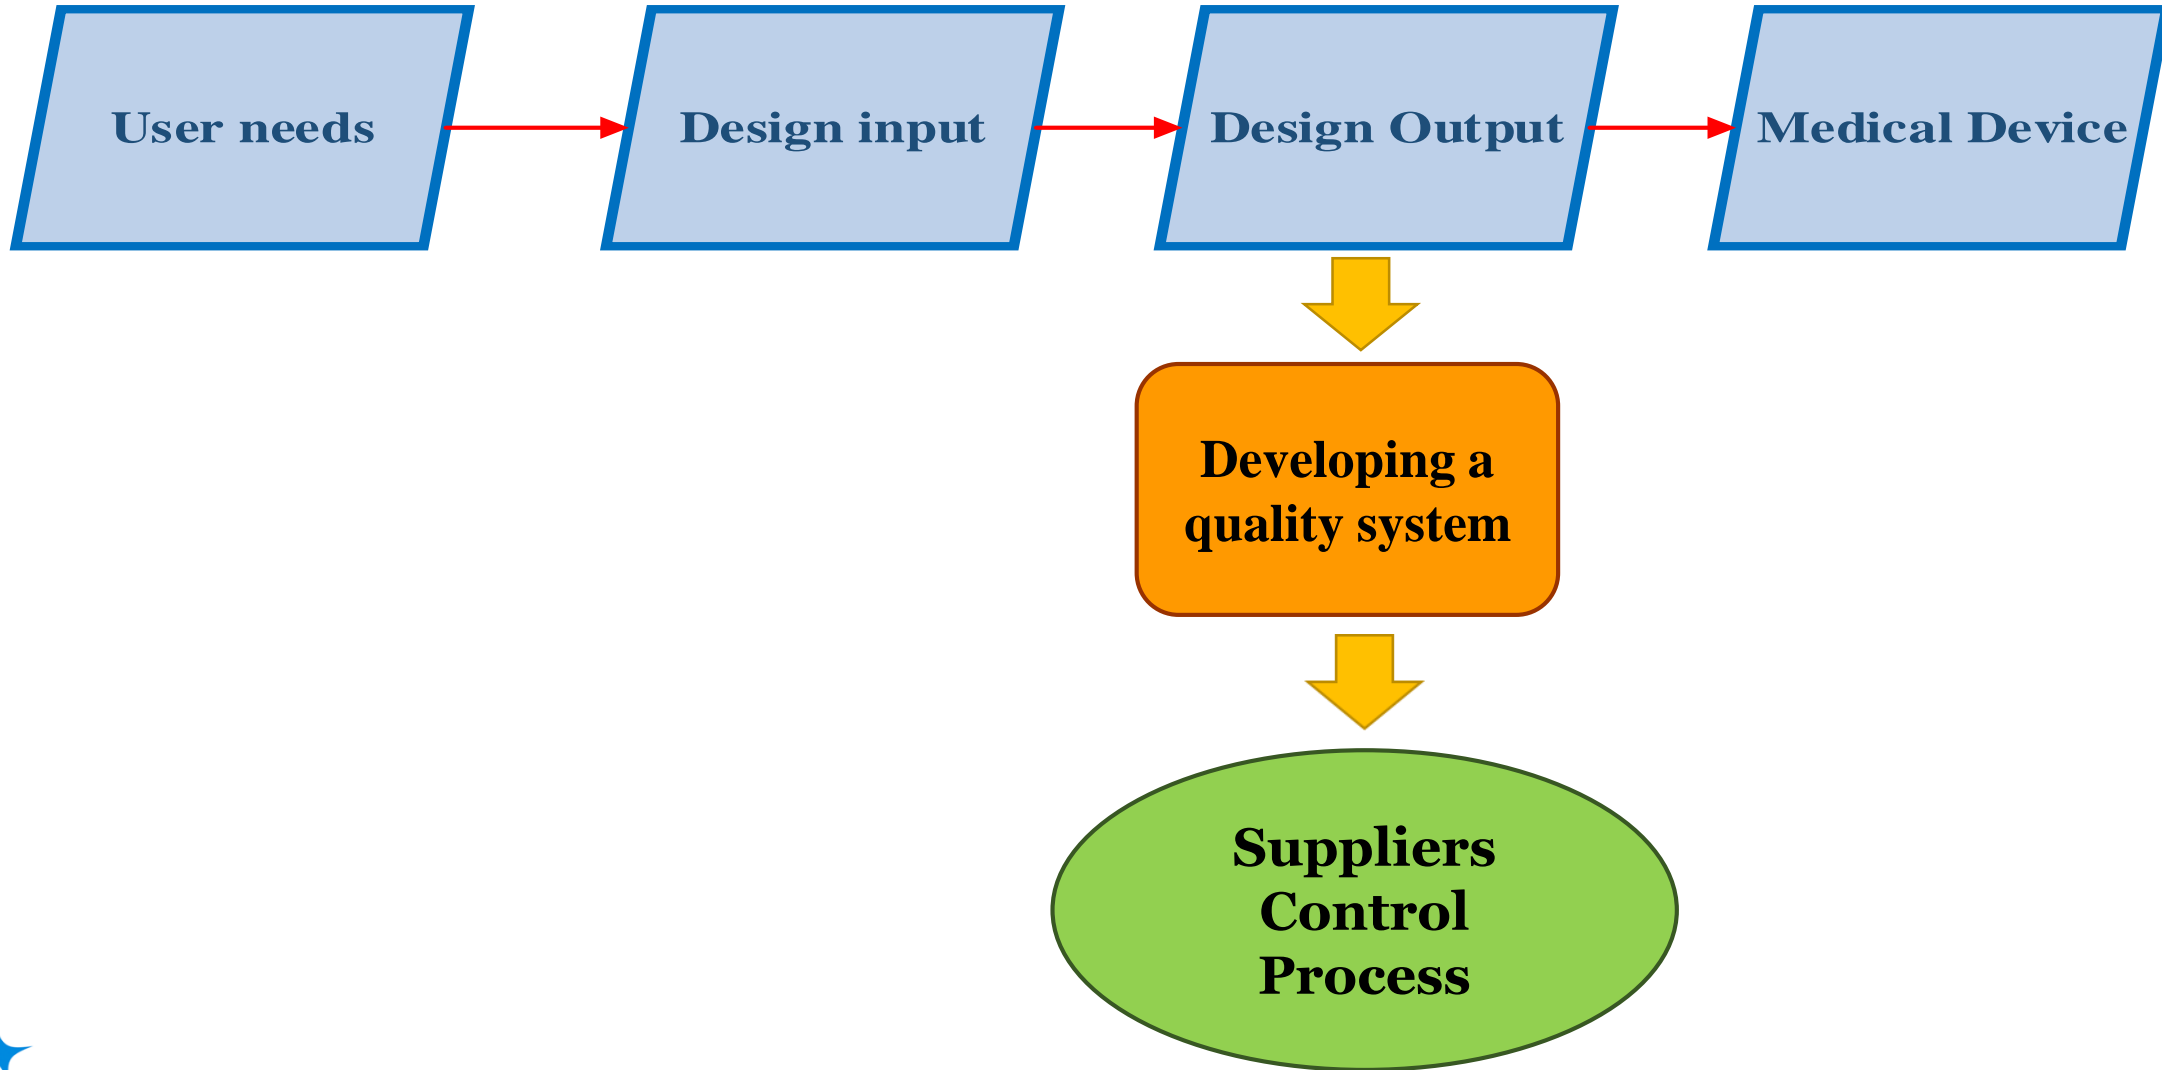 User needs
Design input
Design Output
Medical Device
Developing a
quality system
Suppliers
Control
Process